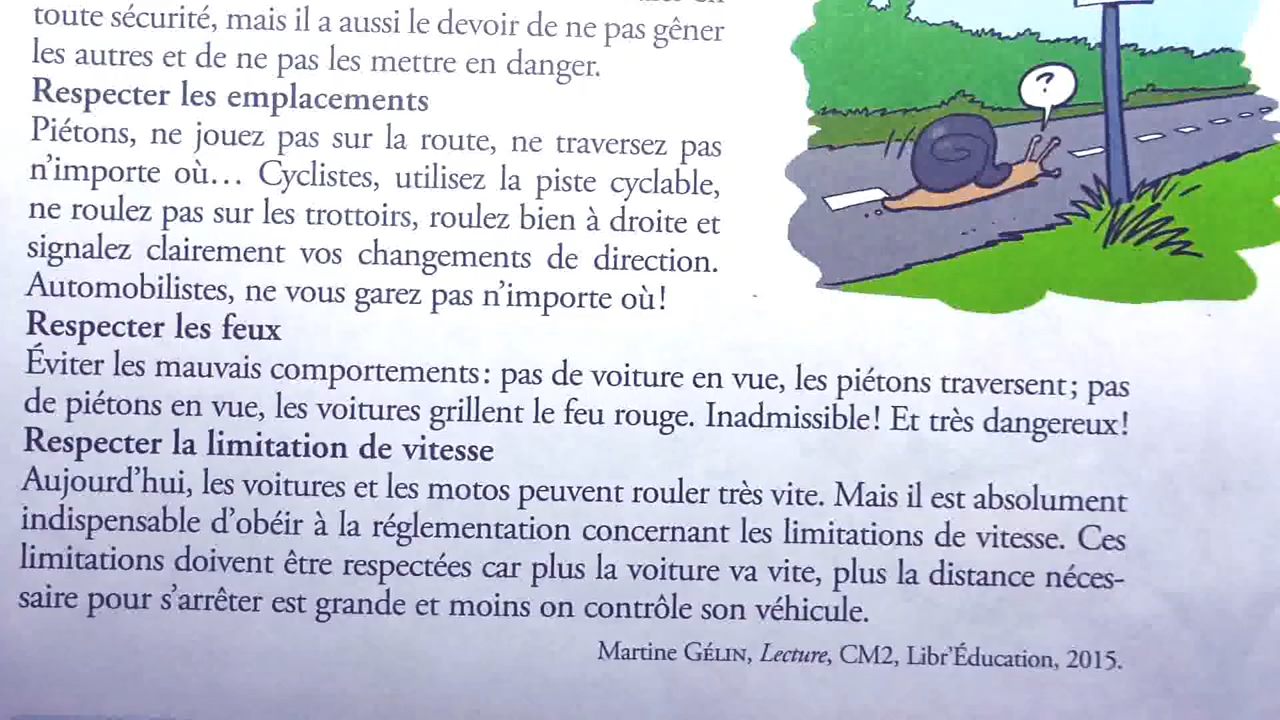 toute sécurité, mais il a aussi le devoir de ne pas gêner
les autres et de ne pas les mettre en danger.
Respecter les emplacements
Piétons, ne jouez pas sur la route, ne traversez pas
n'importe où… Cyclistes, utilisez la piste cyclable,
ne roulez pas sur les trottoirs, roulez bien à droite et
signalez clairement vos changements de direction.
Automobilistes, ne vous garez pas n'importe où !
?
Respecter les feux
Éviter les mauvais comportements : pas de voiture en vue, les piétons traversent ; pas
de piétons en vue, les voitures grillent le feu rouge. Inadmissible ! Et très dangereux !
Respecter la limitation de vitesse
Aujourd'hui, les voitures et les motos peuvent rouler très vite. Mais il est absolument
indispensable d'obéir à la réglementation concernant les limitations de vitesse. Ces
limitations doivent être respectées car plus la voiture va vite, plus la distance néces-
saire pour s'arrêter est grande et moins on contrôle son véhicule.
Martine GÉLIN, Lecture, CM2, Libr'Éducation, 2015.